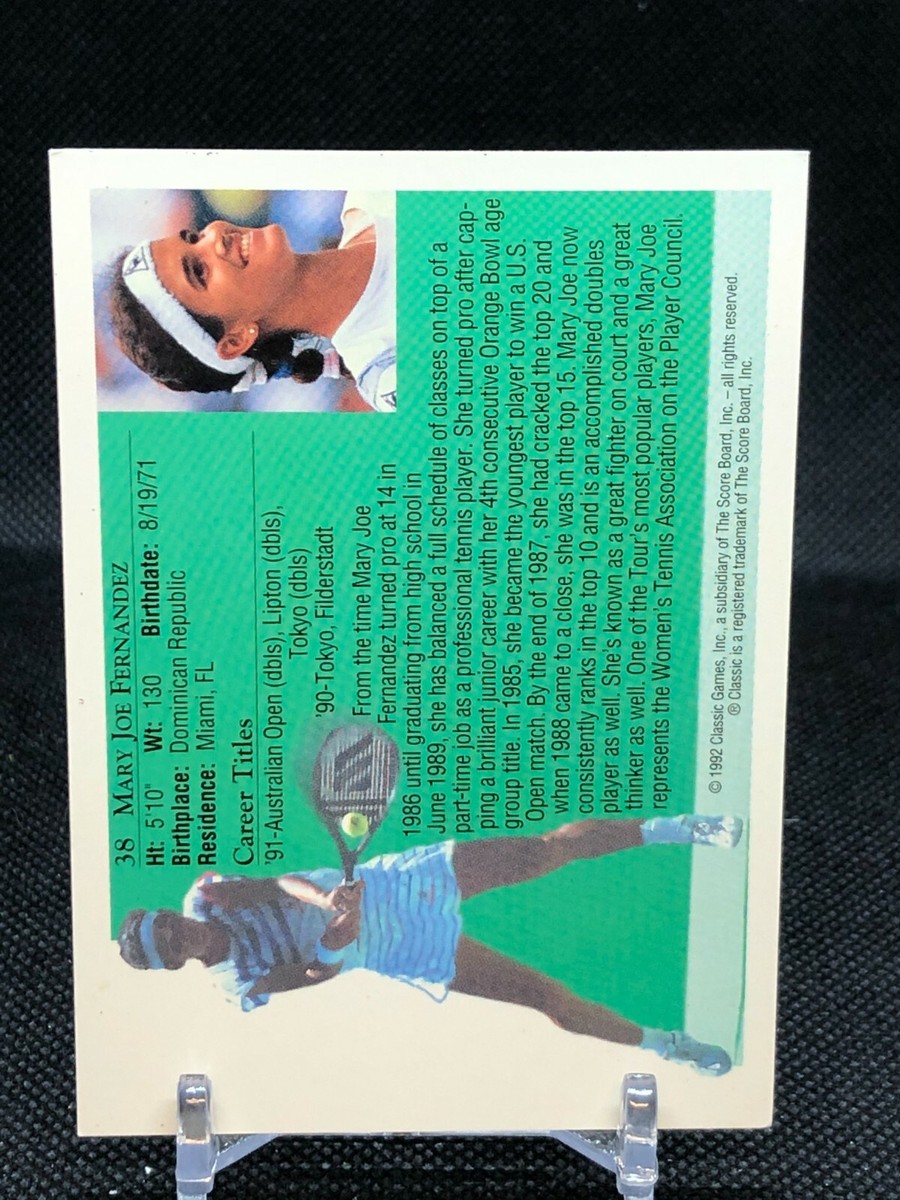 38 MARY JOE FERNANDEZ
Ht: 5'10" Wt: 130 Birthdate: 8/19/71
Birthplace: Dominican Republic
Residence: Miami, FL
Career Titles
'91-Australian Open (dbls), Lipton (dbls),
Tokyo (dbls)
'90-Tokyo, Filderstadt
From the time Mary Joe
Fernandez turned pro at 14 in
1986 until graduating from high school in
June 1989, she has balanced a full schedule of classes on top of a
part-time job as a professional tennis player. She turned pro after cap-
ping a brilliant junior career with her 4th consecutive Orange Bowl age
group title. In 1985, she became the youngest player to win a U.S.
Open match. By the end of 1987, she had cracked the top 20 and
when 1988 came to a close, she was in the top 15. Mary Joe now
consistently ranks in the top 10 and is an accomplished doubles
player as well. She's known as a great fighter on court and a great
thinker as well. One of the Tour's most popular players, Mary Joe
represents the Women's Tennis Association on the Player Council.
© 1992 Classic Games, Inc., a subsidiary of The Score Board, Inc. – all rights reserved.
® Classic is a registered trademark of The Score Board, Inc.